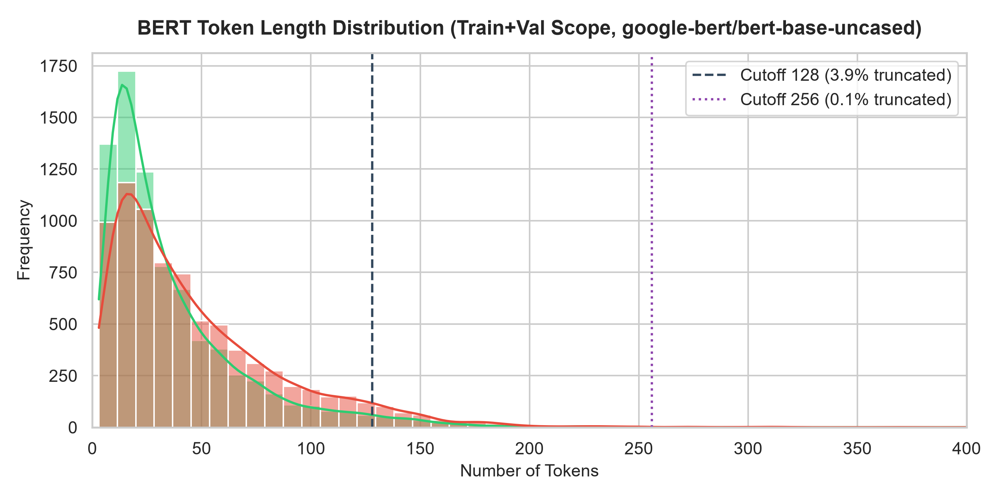 BERT Token Length Distribution (Train+Val Scope, google-bert/bert-base-uncased)
Cutoff 128 (3.9% truncated)
Cutoff 256 (0.1% truncated)
Frequency
1750
1500
1250
1000
750
500
250
0
0 50 100 150 200 250 300 350 400
Number of Tokens